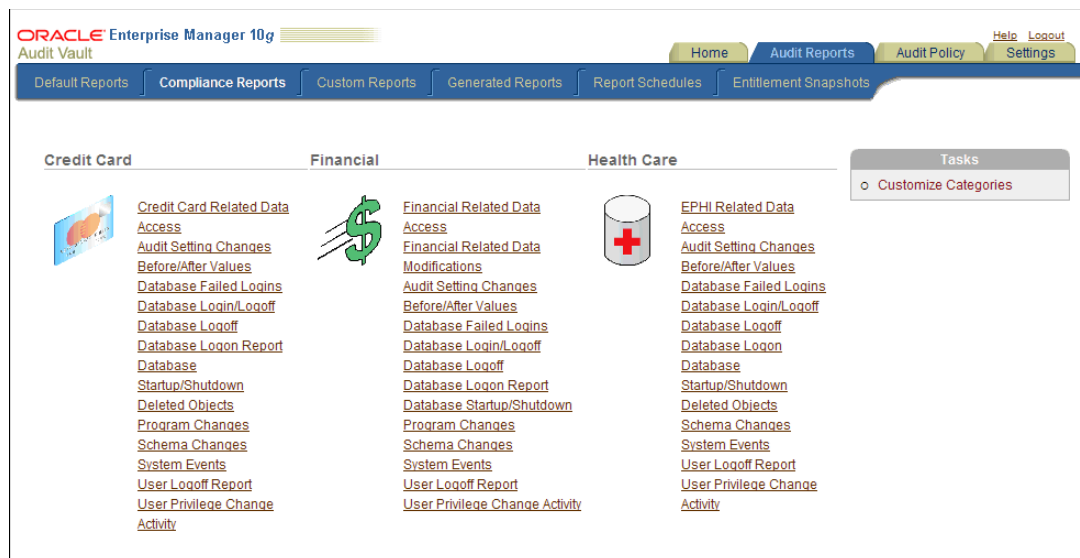 ORACLE Enterprise Manager 10g
Audit Vault
Help Logout
Home Audit Reports Audit Policy Settings
Default Reports Compliance Reports Custom Reports Generated Reports Report Schedules Entitlement Snapshots
Credit Card
Credit Card Related Data
Access
Audit Setting Changes
Before/After Values
Database Failed Logins
Database Login/Logoff
Database Logoff
Database Logon Report
Database
Startup/Shutdown
Deleted Objects
Program Changes
Schema Changes
System Events
User Logoff Report
User Privilege Change
Activity
Financial
Financial Related Data
Access
Financial Related Data
Modifications
Audit Setting Changes
Before/After Values
Database Failed Logins
Database Login/Logoff
Database Logoff
Database Logon Report
Database Startup/Shutdown
Program Changes
Schema Changes
System Events
User Logoff Report
User Privilege Change Activity
Health Care
EPHI Related Data
Access
Audit Setting Changes
Before/After Values
Database Failed Logins
Database Login/Logoff
Database Logoff
Database Logon
Database
Startup/Shutdown
Deleted Objects
Schema Changes
System Events
User Logoff Report
User Privilege Change
Activity
Tasks
Customize Categories